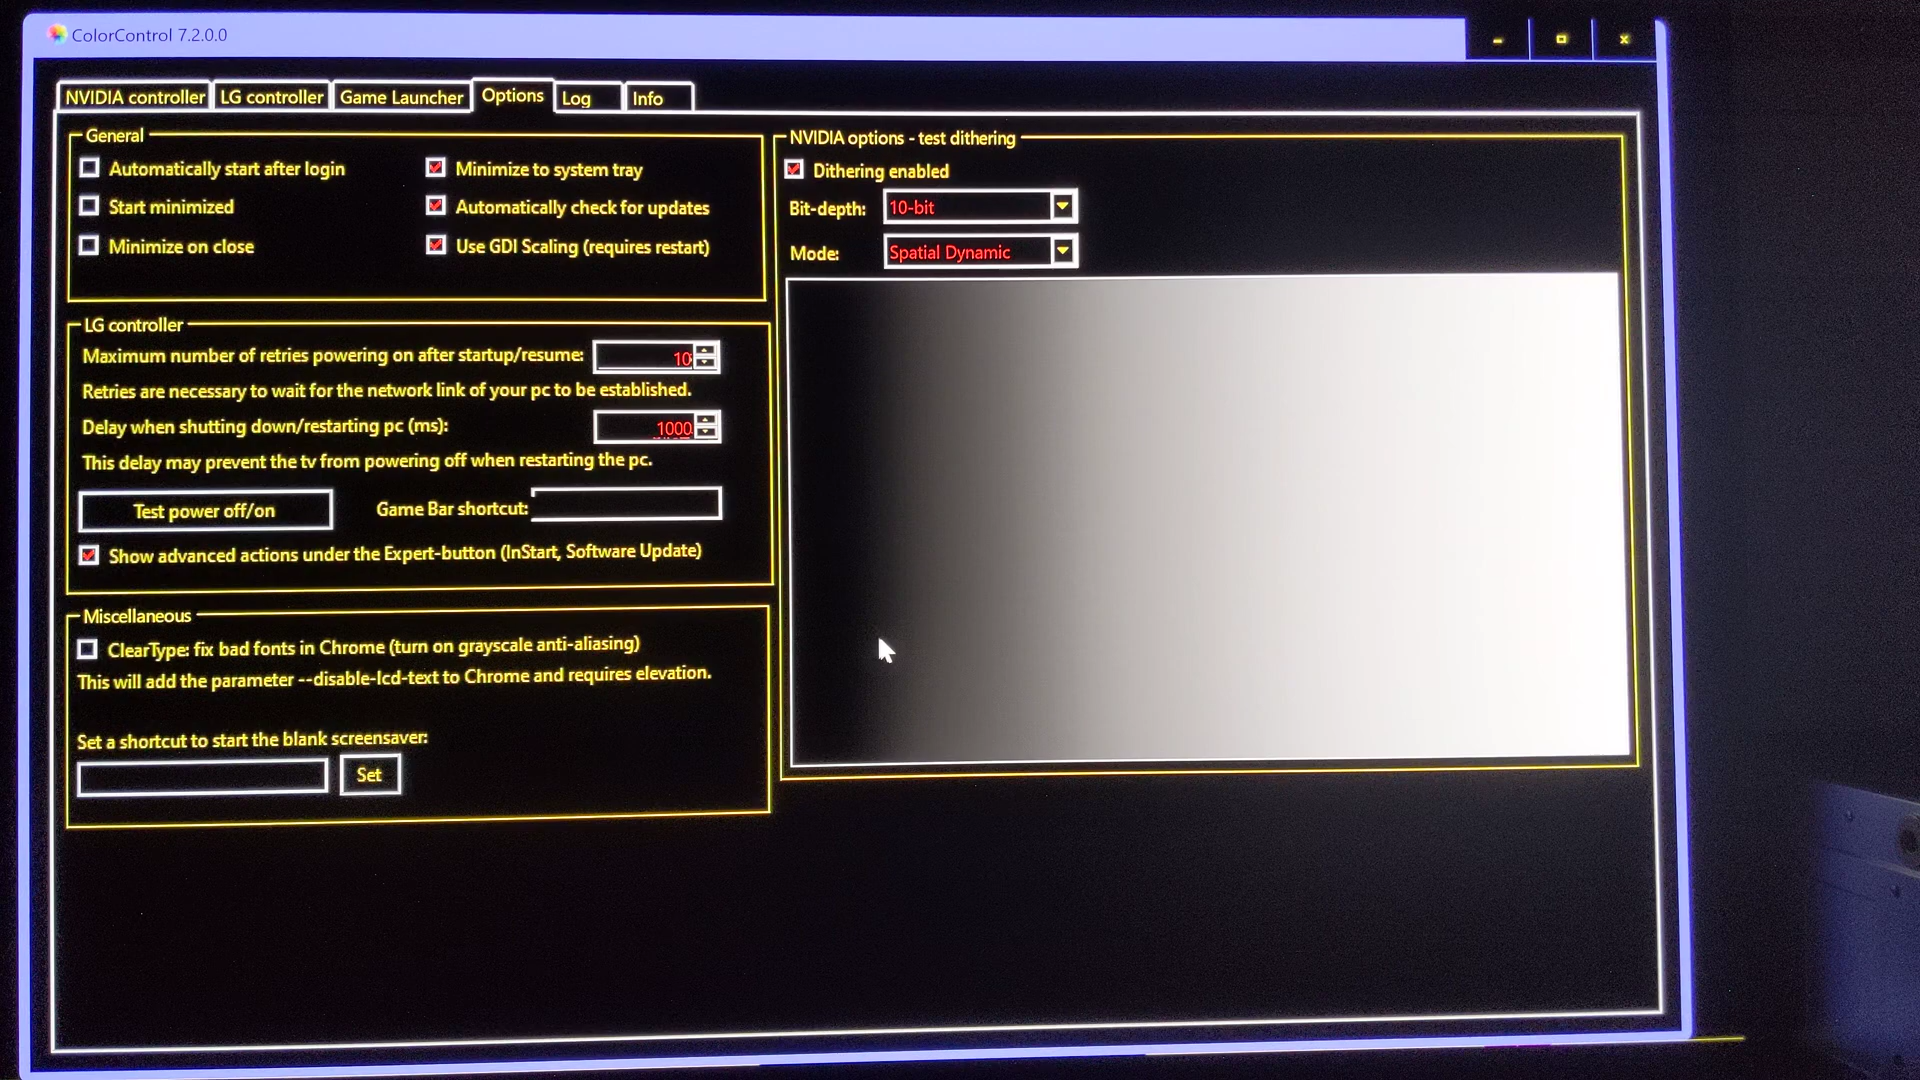 ColorControl 7.2.0.0
NVIDIA controller
LG controller
Game Launcher
Options
Log
Info
General
Automatically start after login
Minimize to system tray
Start minimized
Automatically check for updates
Minimize on close
Use GDI Scaling (requires restart)
LG controller
Maximum number of retries powering on after startup/resume:
10
Retries are necessary to wait for the network link of your pc to be established.
Delay when shutting down/restarting pc (ms):
1000
This delay may prevent the tv from powering off when restarting the pc.
Test power off/on
Game Bar shortcut:
Show advanced actions under the Expert-button (InStart, Software Update)
Miscellaneous
ClearType: fix bad fonts in Chrome (turn on grayscale anti-aliasing)
This will add the parameter --disable-lcd-text to Chrome and requires elevation.
Set a shortcut to start the blank screensaver:
Set
NVIDIA options - test dithering
Dithering enabled
Bit-depth:
10-bit
Mode:
Spatial Dynamic